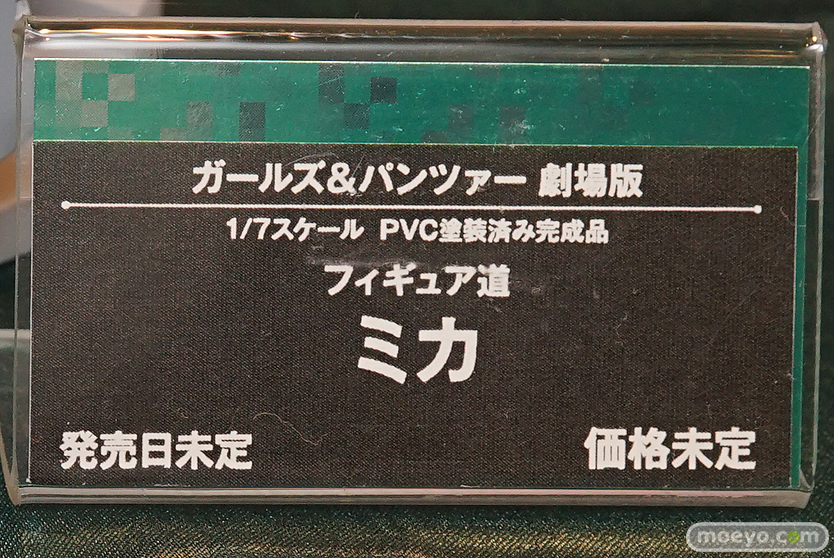 ガールズ&パンツァー 劇場版
1/7スケール PVC塗装済み完成品
フィギュア道
ミカ
発売日未定 価格未定
moeyo.com